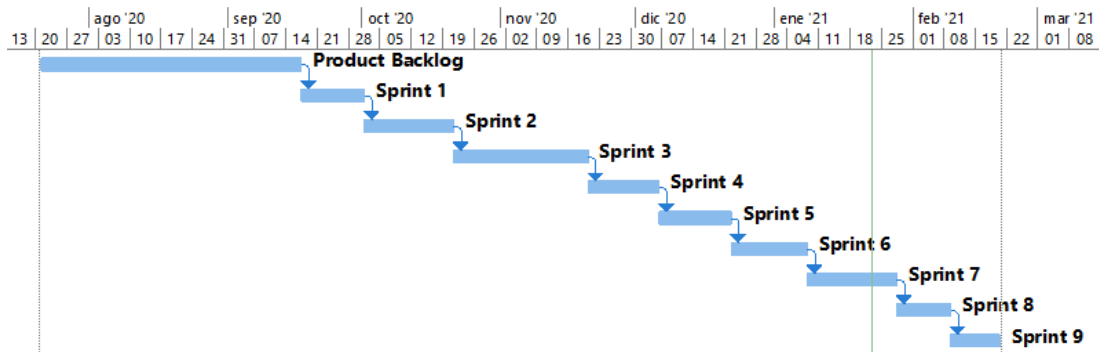 ago '20 sep '20 oct '20 nov '20 dic '20 ene '21 feb '21 mar '21
13 20 27 03 10 17 24 31 07 14 21 28 05 12 19 26 02 09 16 23 30 07 14 21 28 04 11 18 25 01 08 15 22 01 08
Product Backlog
Sprint 1
Sprint 2
Sprint 3
Sprint 4
Sprint 5
Sprint 6
Sprint 7
Sprint 8
Sprint 9